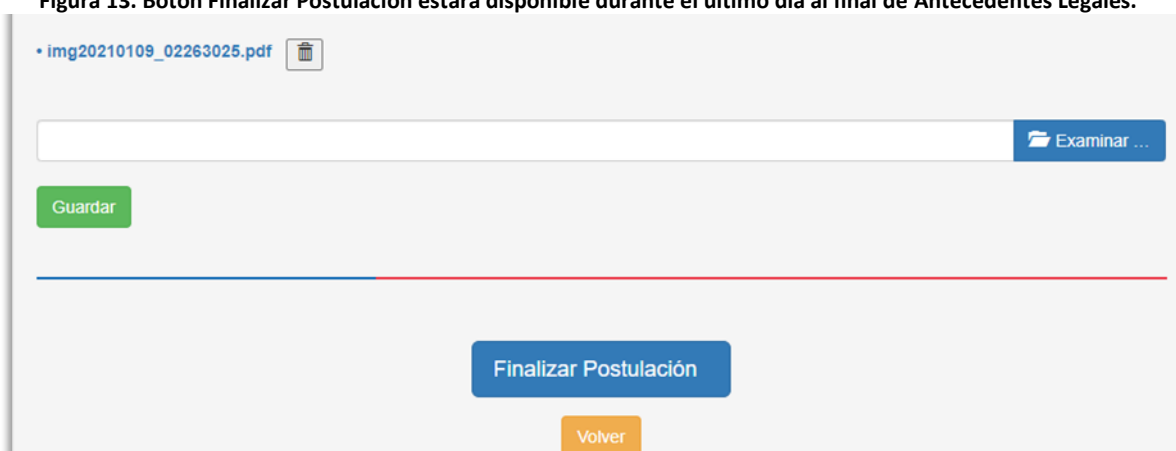 Figura 13. Botón Finalizar Postulación estará disponible durante el último día al final de Antecedentes Legales.
• img20210109_02263025.pdf
Examinar ...
Guardar
Finalizar Postulación
Volver